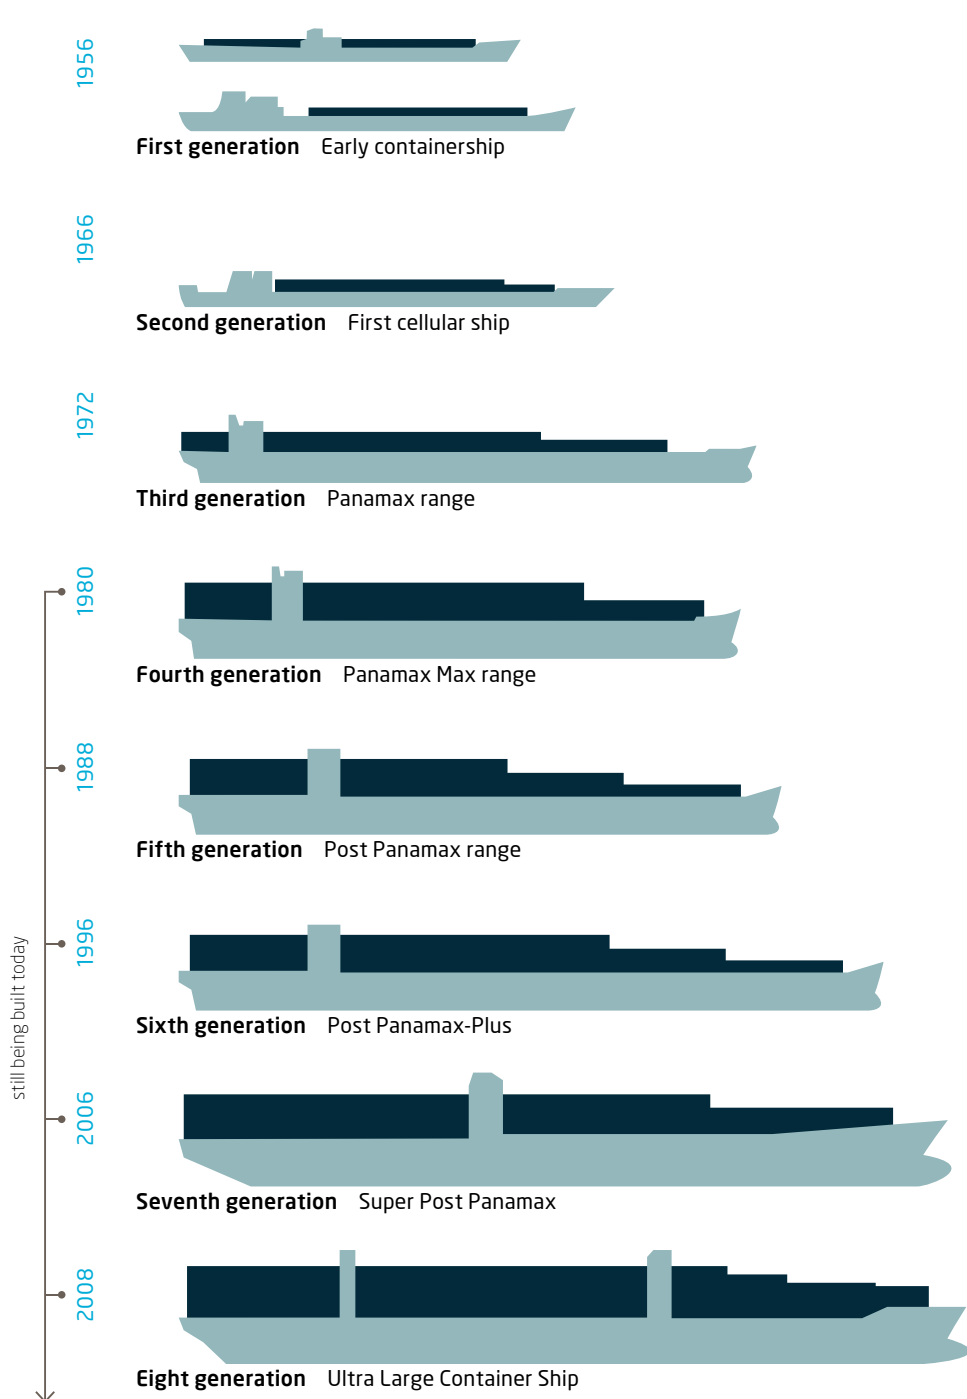 1956
First generation Early containership
1966
Second generation First cellular ship
1972
Third generation Panamax range
1980
Fourth generation Panamax Max range
1988
Fifth generation Post Panamax range
1996
still being built today
Sixth generation Post Panamax-Plus
2006
Seventh generation Super Post Panamax
2008
Eight generation Ultra Large Container Ship